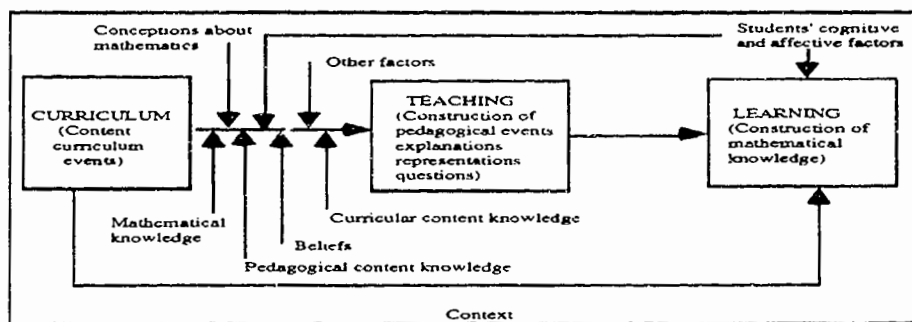 Conceptions about
mathematics
Students' cognitive
and affective factors
Other factors
CURRICULUM
(Content
curriculum
events)
TEACHING
(Construction of
pedagogical events
explanations
representations
questions)
LEARNING
(Construction of
mathematical
knowledge)
Mathematical
knowledge
Curricular content knowledge
Beliefs
Pedagogical content knowledge
Context